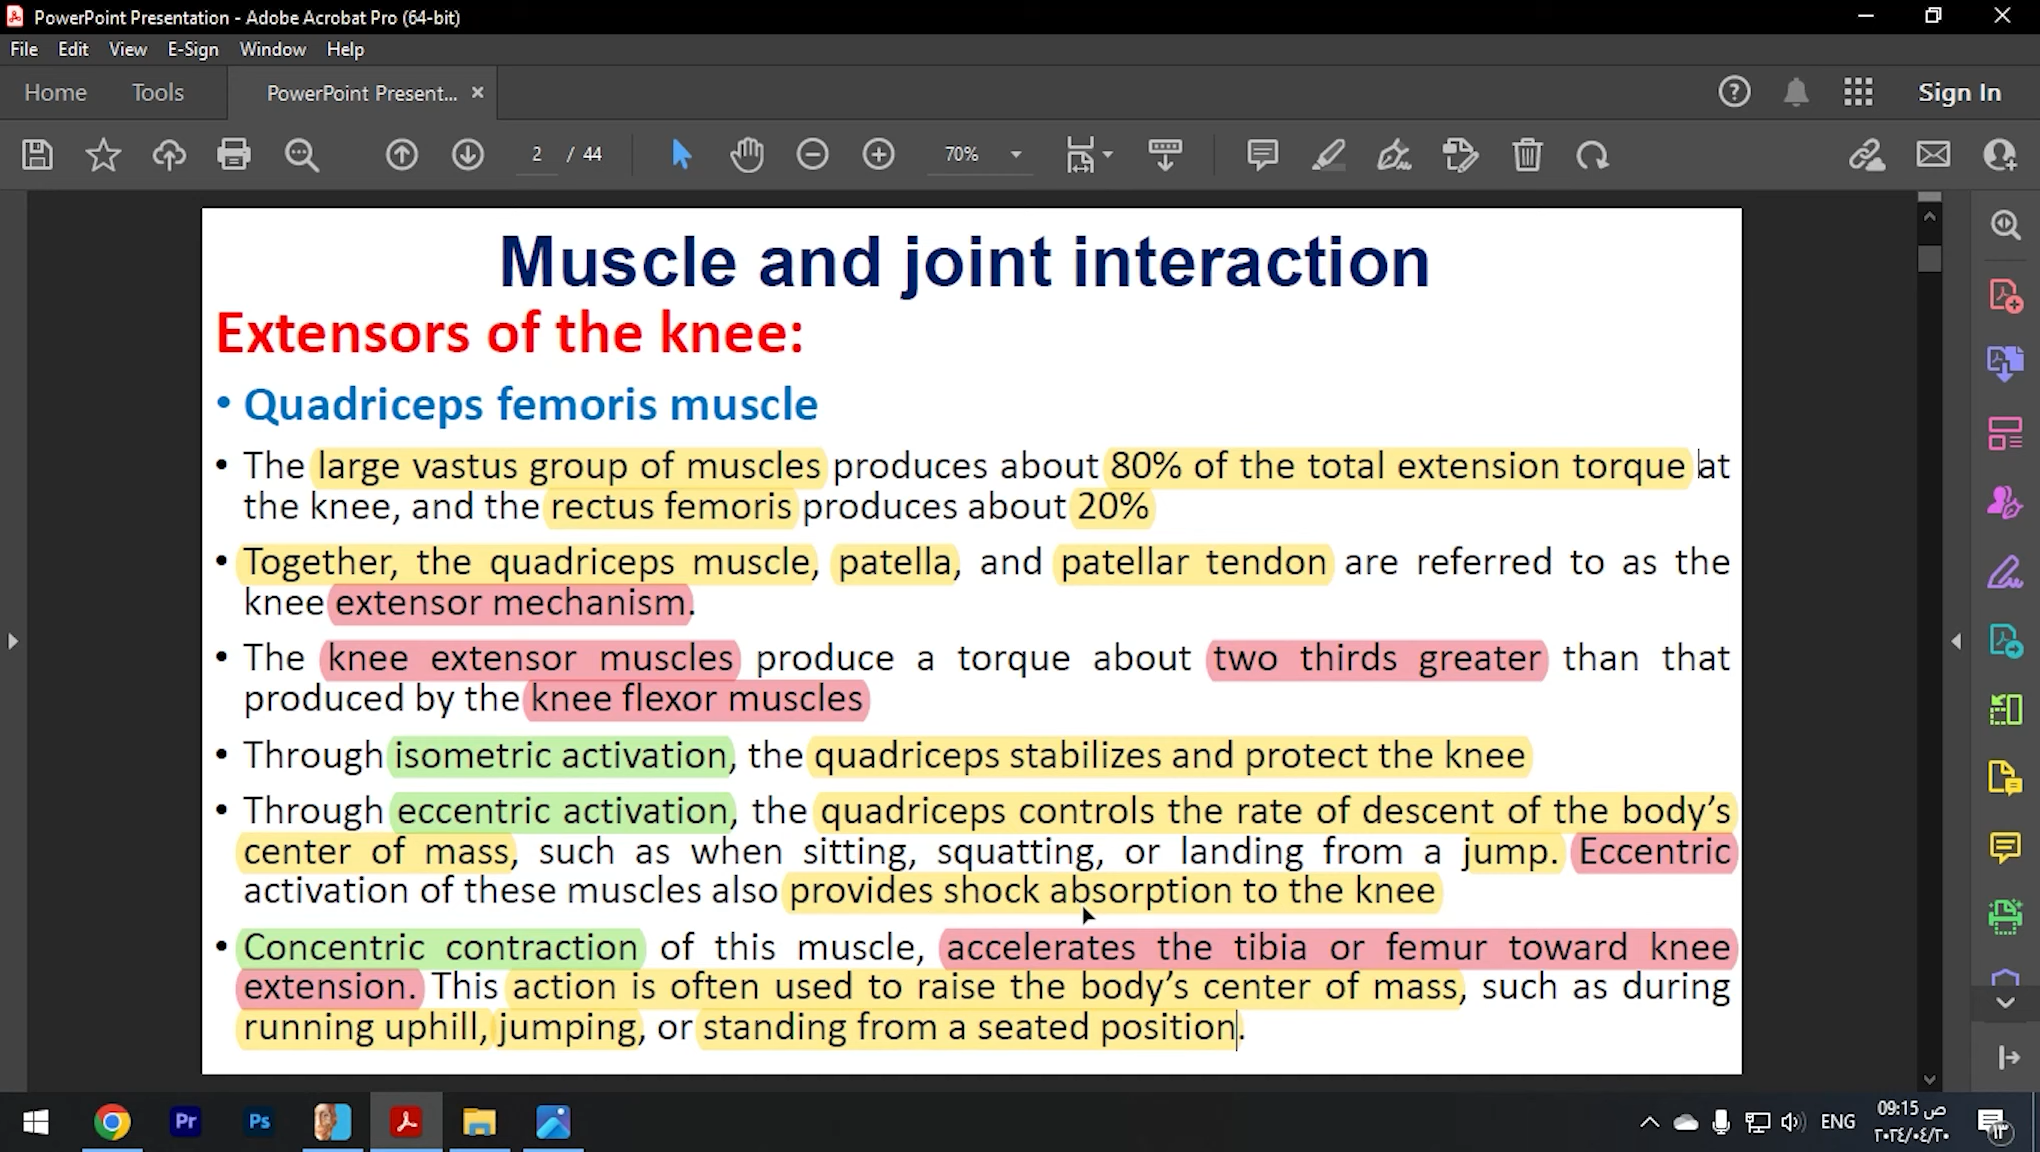 PowerPoint Presentation - Adobe Acrobat Pro (64-bit)
File Edit View E-Sign Window Help
Home Tools PowerPoint Present... Sign In
2 / 44 70%
Muscle and joint interaction
Extensors of the knee:
• Quadriceps femoris muscle
• The large vastus group of muscles produces about 80% of the total extension torque at
the knee, and the rectus femoris produces about 20%
• Together, the quadriceps muscle, patella, and patellar tendon are referred to as the
knee extensor mechanism.
• The knee extensor muscles produce a torque about two thirds greater than that
produced by the knee flexor muscles
• Through isometric activation, the quadriceps stabilizes and protect the knee
• Through eccentric activation, the quadriceps controls the rate of descent of the body's
center of mass, such as when sitting, squatting, or landing from a jump. Eccentric
activation of these muscles also provides shock absorption to the knee
• Concentric contraction of this muscle, accelerates the tibia or femur toward knee
extension. This action is often used to raise the body's center of mass, such as during
running uphill, jumping, or standing from a seated position.
Pr Ps ENG
09:15 ص
٢٠٢٤/٠٤/٢٠
١٣